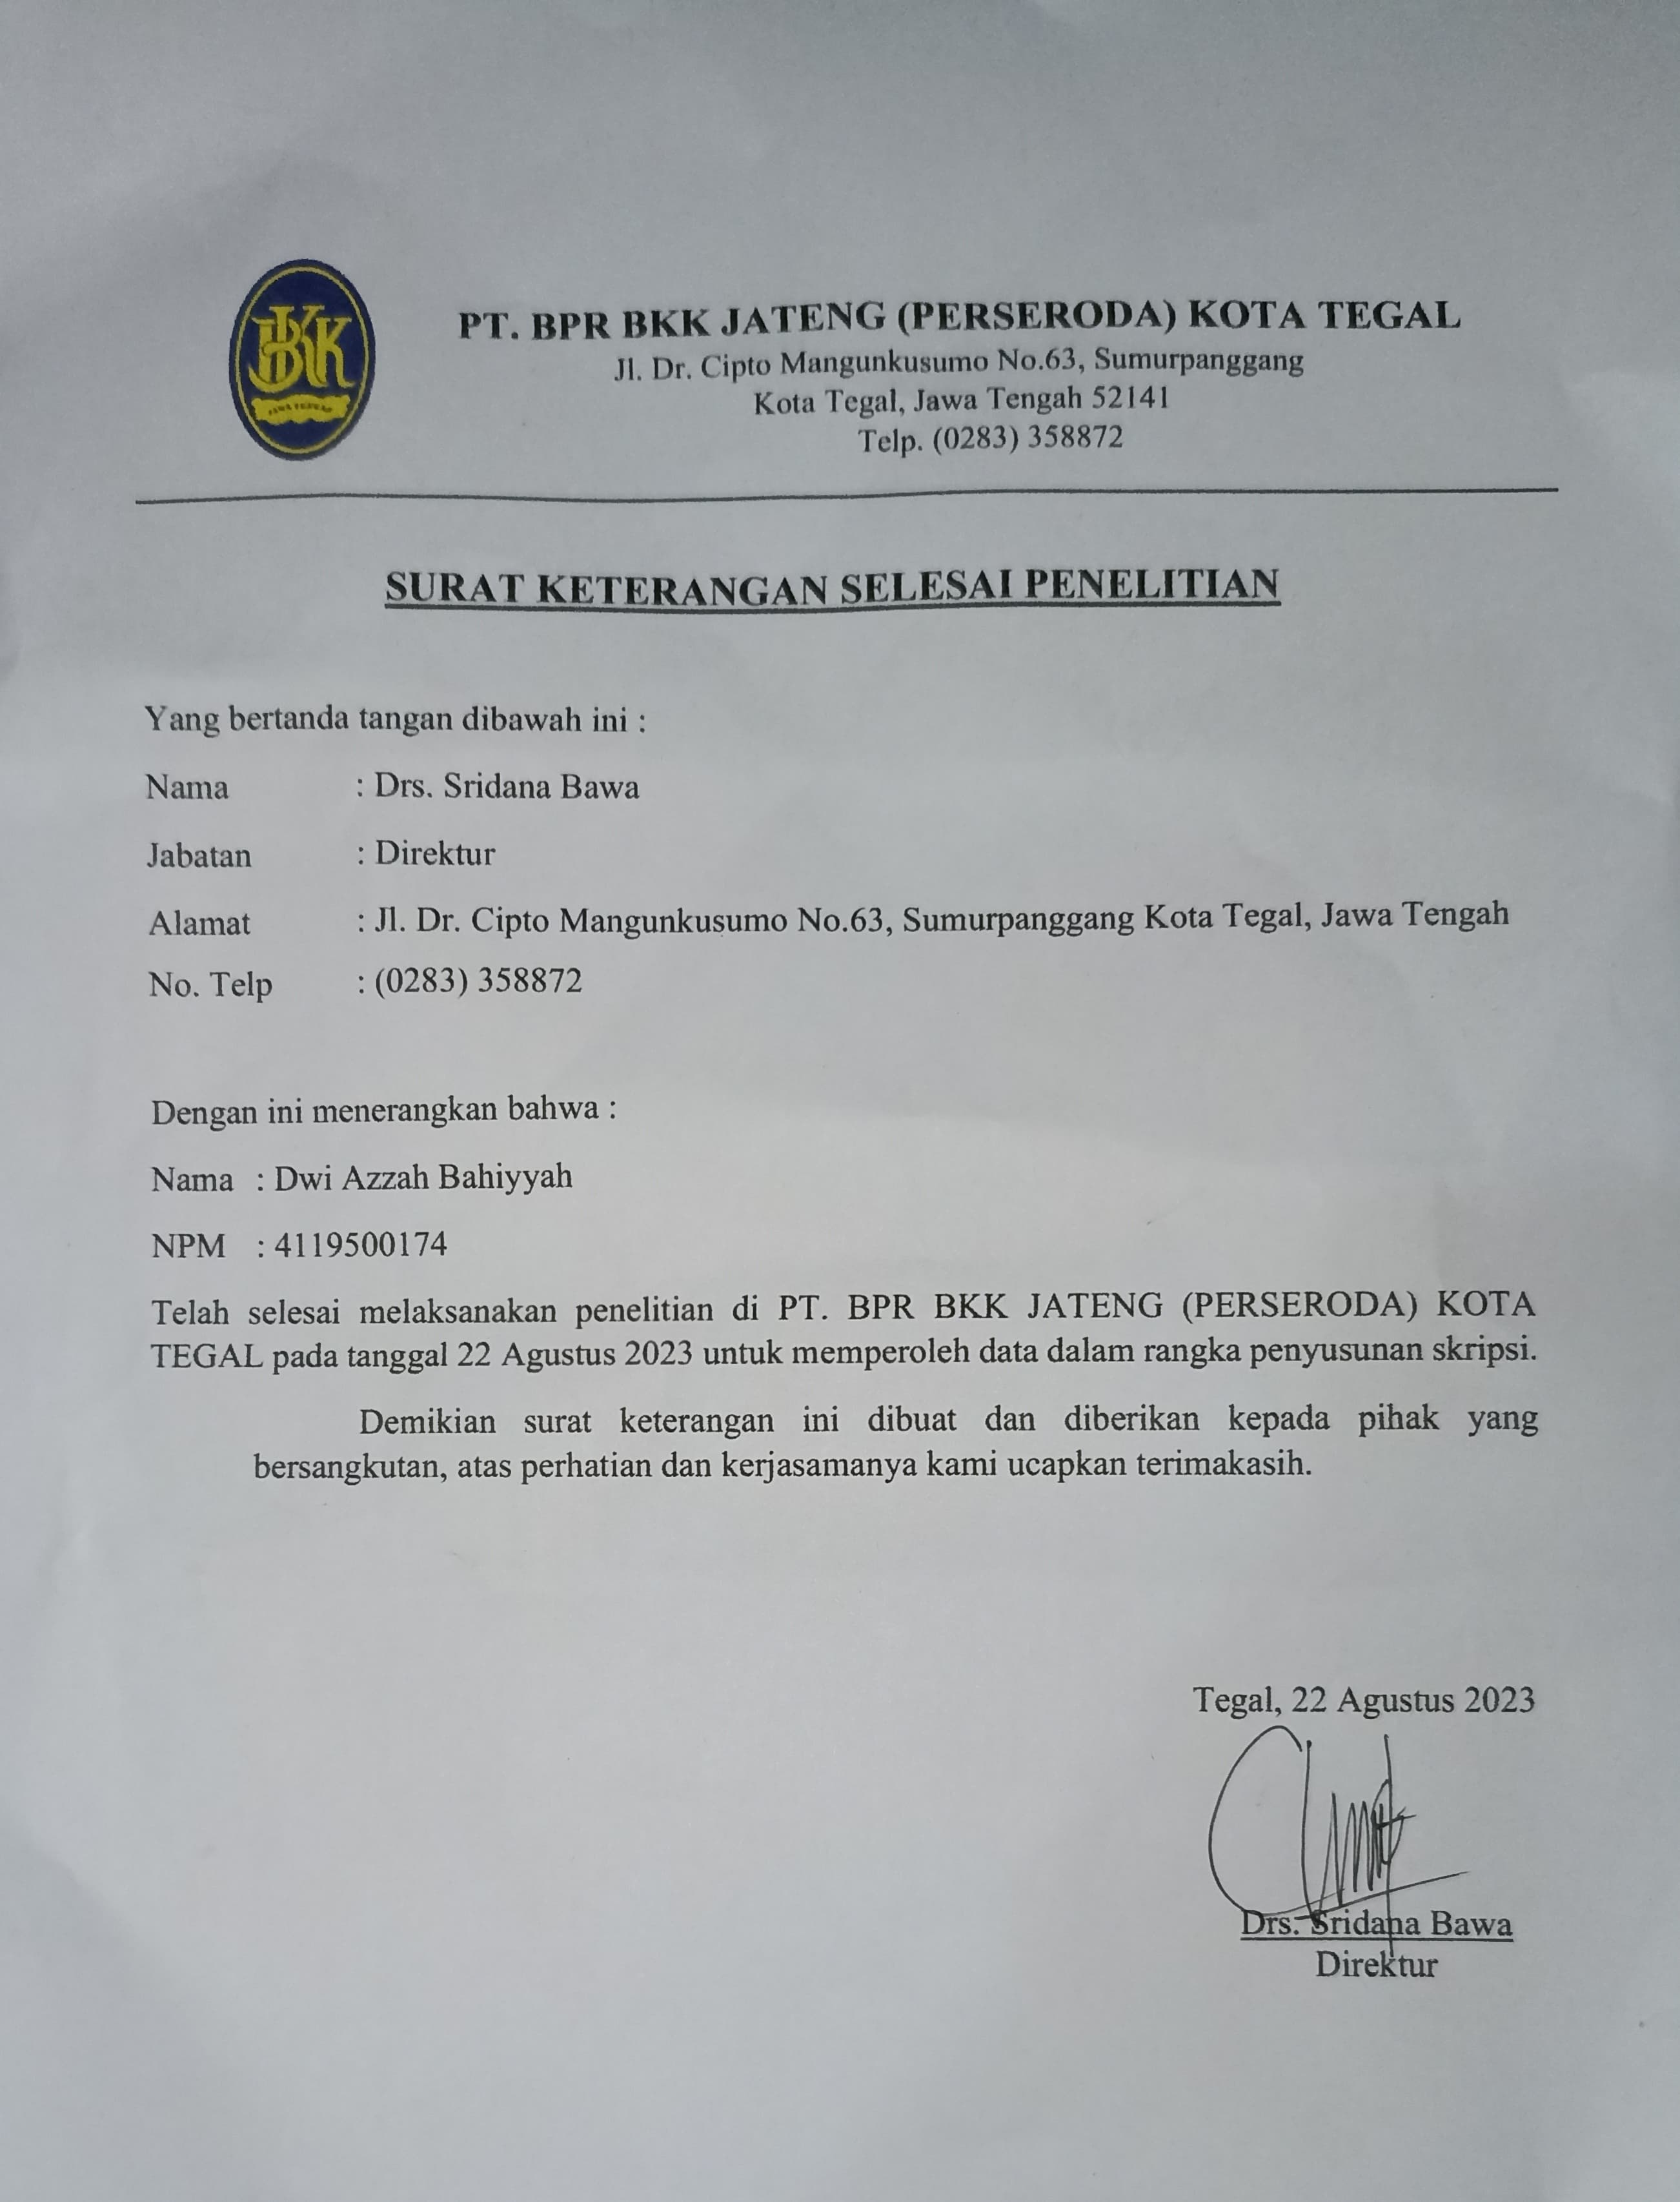 BKK
PT. BPR BKK JATENG (PERSERODA) KOTA TEGAL
Jl. Dr. Cipto Mangunkusumo No.63, Sumurpanggang
Kota Tegal, Jawa Tengah 52141
Telp. (0283) 358872
SURAT KETERANGAN SELESAI PENELITIAN
Yang bertanda tangan dibawah ini :
Nama : Drs. Sridana Bawa
Jabatan : Direktur
Alamat : Jl. Dr. Cipto Mangunkusumo No.63, Sumurpanggang Kota Tegal, Jawa Tengah
No. Telp : (0283) 358872
Dengan ini menerangkan bahwa :
Nama : Dwi Azzah Bahiyyah
NPM : 4119500174
Telah selesai melaksanakan penelitian di PT. BPR BKK JATENG (PERSERODA) KOTA
TEGAL pada tanggal 22 Agustus 2023 untuk memperoleh data dalam rangka penyusunan skripsi.
Demikian surat keterangan ini dibuat dan diberikan kepada pihak yang
bersangkutan, atas perhatian dan kerjasamanya kami ucapkan terimakasih.
Tegal, 22 Agustus 2023
Drs. Sridana Bawa
Direktur